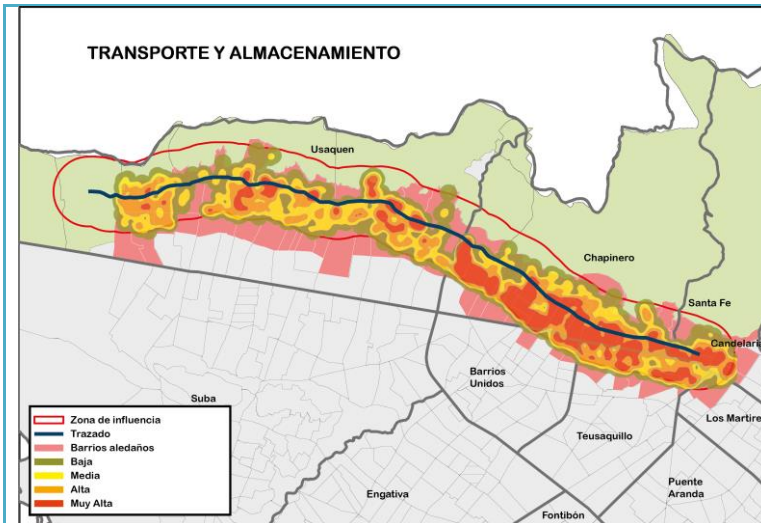 TRANSPORTE Y ALMACENAMIENTO
Usaquen
Chapinero
Santa Fe
Candelaria
Barrios
Unidos
Suba
Los Martire
Teusaquillo
Zona de influencia
Trazado
Barrios aledaños
Baja
Media
Alta
Muy Alta
Engativa
Puente
Aranda
Fontibón